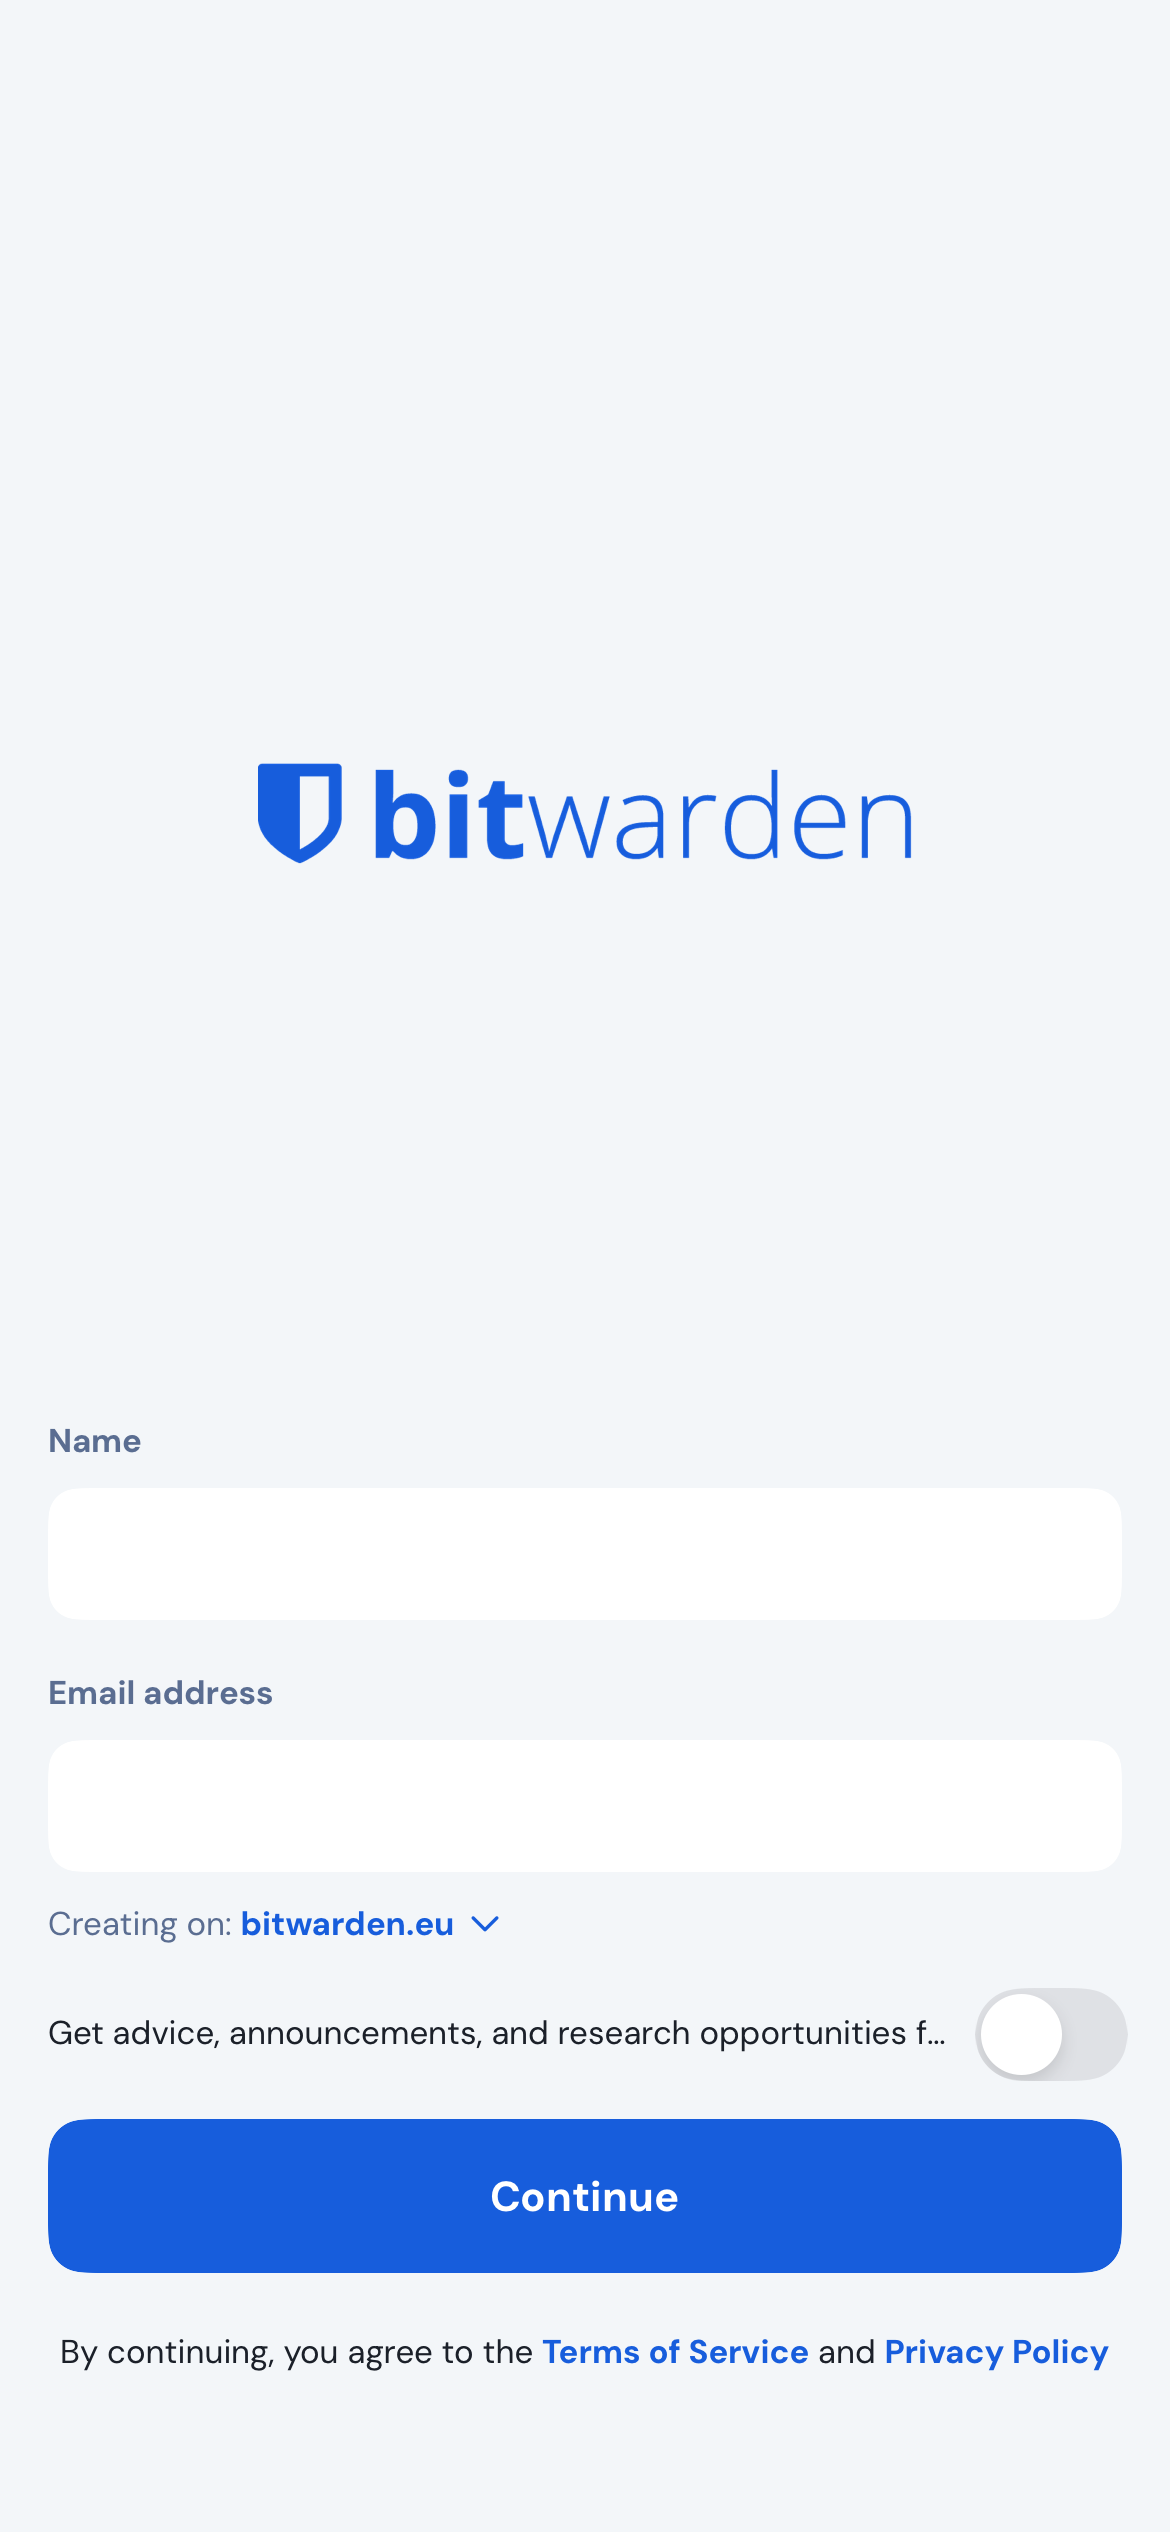 bitwarden
Name
Email address
Creating on: bitwarden.eu
Get advice, announcements, and research opportunities f...
Continue
By continuing, you agree to the Terms of Service and Privacy Policy